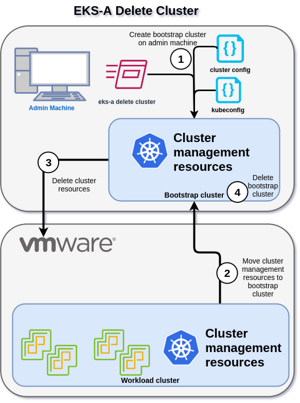 EKS-A Delete Cluster
Create bootstrap cluster
on admin machine
1
cluster config
Admin Machine
eks-a delete cluster
kubeconfig
Cluster
management
resources
3
Delete cluster
resources
Bootstrap cluster
4
Delete
bootstrap
cluster
vmware®
2
Move cluster
management
resources to
bootstrap
cluster
Cluster
management
resources
Workload cluster